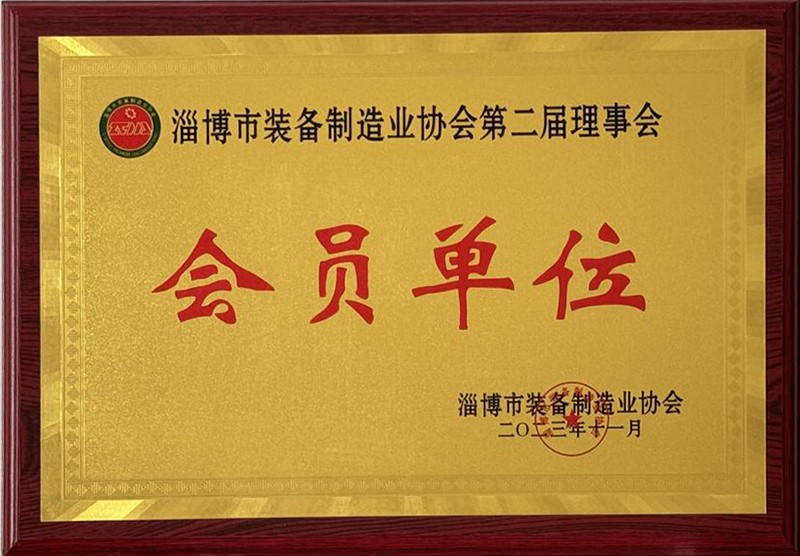 淄博市装备制造业协会第二届理事会
会员单位
淄博市装备制造业协会
二〇二三年十一月